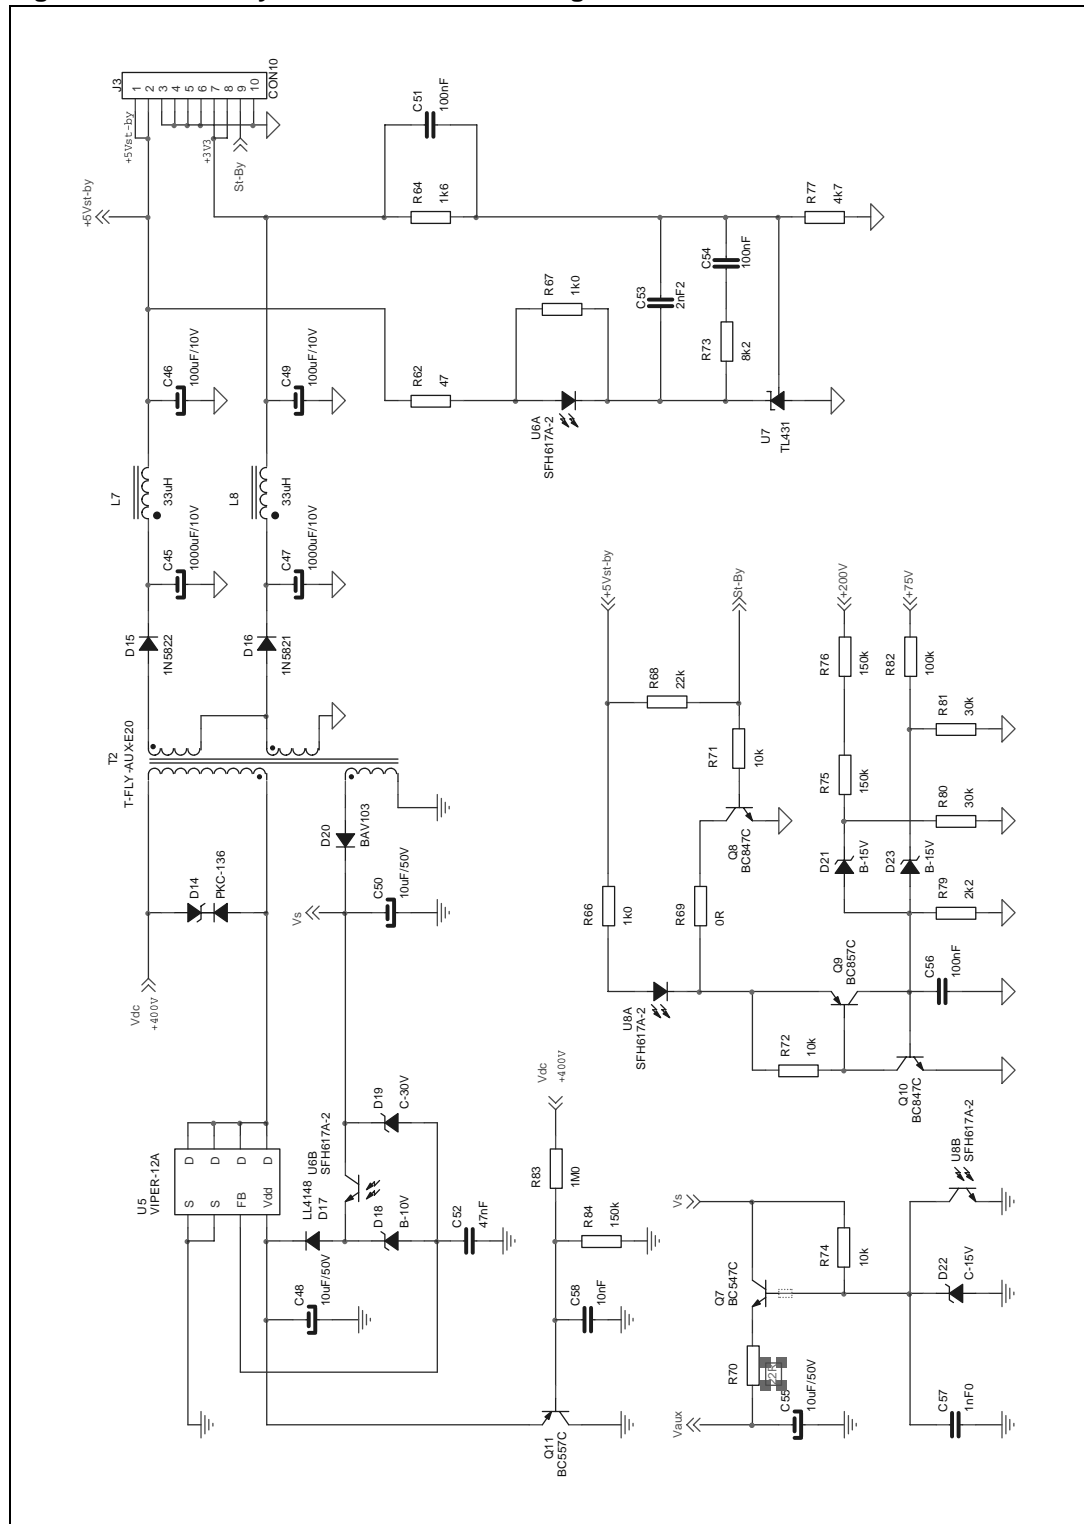 J3
CON10
1
2
3
4
5
6
7
8
9
10
+5Vst-by
+3V3
St-By
+5Vst-by
C51
100nF
R64
1k6
R77
4k7
C54
100nF
R67
1k0
C53
2nF2
R73
8k2
C46
100uF/10V
C49
100uF/10V
R62
47
U6A
SFH617A-2
U7
TL431
L7
33uH
L8
33uH
C45
1000uF/10V
C47
1000uF/10V
D15
1N5822
D16
1N5821
+5Vst-by
St-By
+200V
+75V
R68
22k
R76
150k
R82
100k
R81
30k
T2
T-FLY-AUX-E20
R71
10k
R75
150k
R80
30k
D20
BAV103
Q8
BC847C
D21
B-15V
D23
B-15V
D14
PKC-136
Vs
C50
10uF/50V
R66
1k0
R69
0R
R79
2k2
Vdc
+400V
U8A
SFH617A-2
Q9
BC857C
C56
100nF
R72
10k
Q10
BC847C
Vdc
+400V
D19
C-30V
U5
VIPER-12A
D
D
D
D
S
S
FB
Vdd
U6B
SFH617A-2
LL4148
D17
D18
B-10V
C52
47nF
R83
1M0
R84
150k
U8B
SFH617A-2
Vs
R74
10k
D22
C-15V
C48
10uF/50V
C58
10nF
Q7
BC547C
R70
22R
C55
10uF/50V
C57
1nF0
Vaux
Q11
BC557C